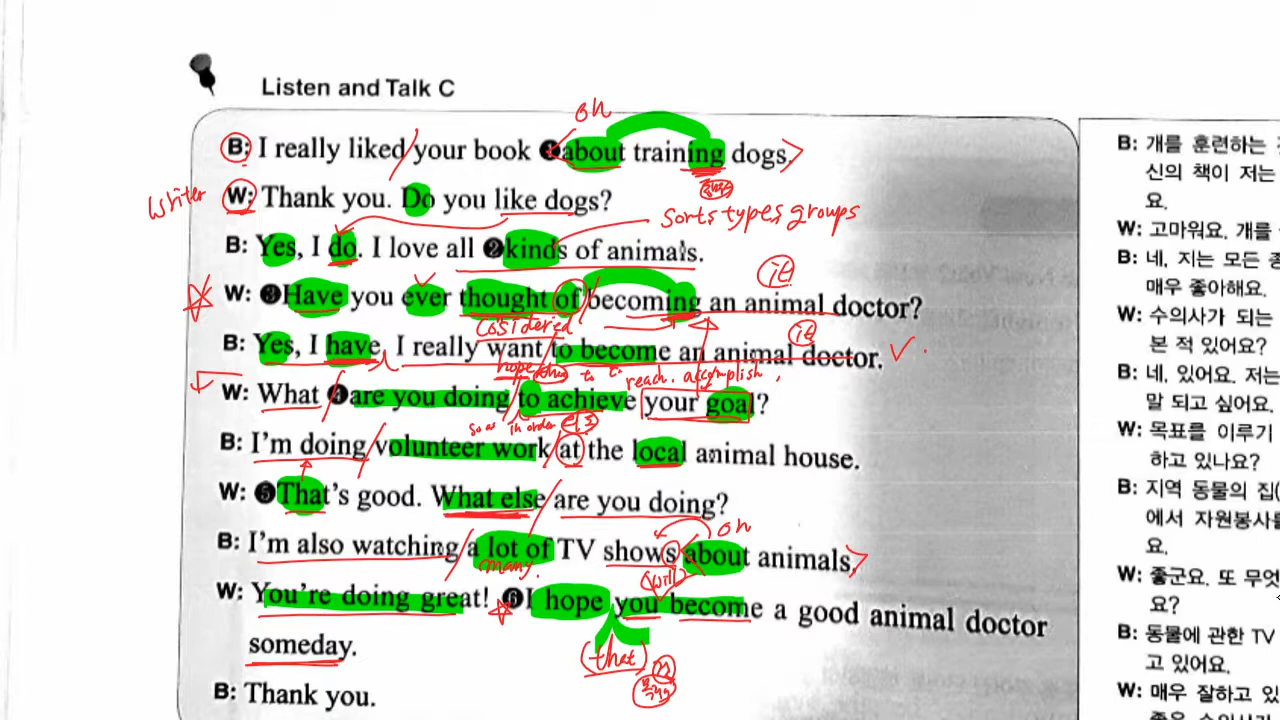 Listen and Talk C
on
B: I really liked your book ❶about training dogs.
writer
W: Thank you. Do you like dogs?
sorts types groups
B: Yes, I do. I love all ❷kinds of animals.
W: ❸Have you ever thought of becoming an animal doctor?
cosidered
B: Yes, I have. I really want to become an animal doctor.
hope
reach. accomplish.
W: What ❹are you doing to achieve your goal?
so as in order
B: I'm doing volunteer work at the local animal house.
W: ❺That's good. What else are you doing?
on
B: I'm also watching a lot of TV shows about animals.
many.
(will)
W: You're doing great! ❻I hope you become a good animal doctor
someday.
(that)
B: Thank you.
B: 개를 훈련하는
신의 책이 저는
요.
W: 고마워요. 개를
B: 네, 저는 모든
매우 좋아해요.
W: 수의사가 되는
본 적 있어요?
B: 네, 있어요. 저는
말 되고 싶어요.
W: 목표를 이루기
하고 있나요?
B: 지역 동물의 집(
에서 자원봉사를
요.
W: 좋군요. 또 무엇
요?
B: 동물에 관한 TV
고 있어요.
W: 매우 잘하고 있